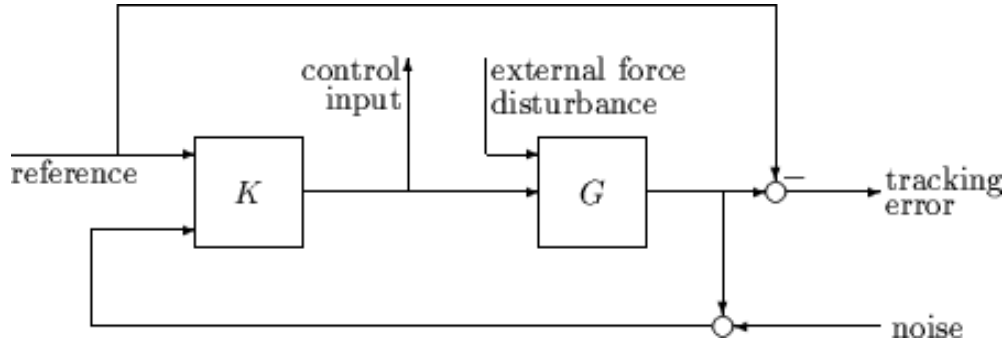 control
input
external force
disturbance
reference
K
G
−
tracking
error
noise